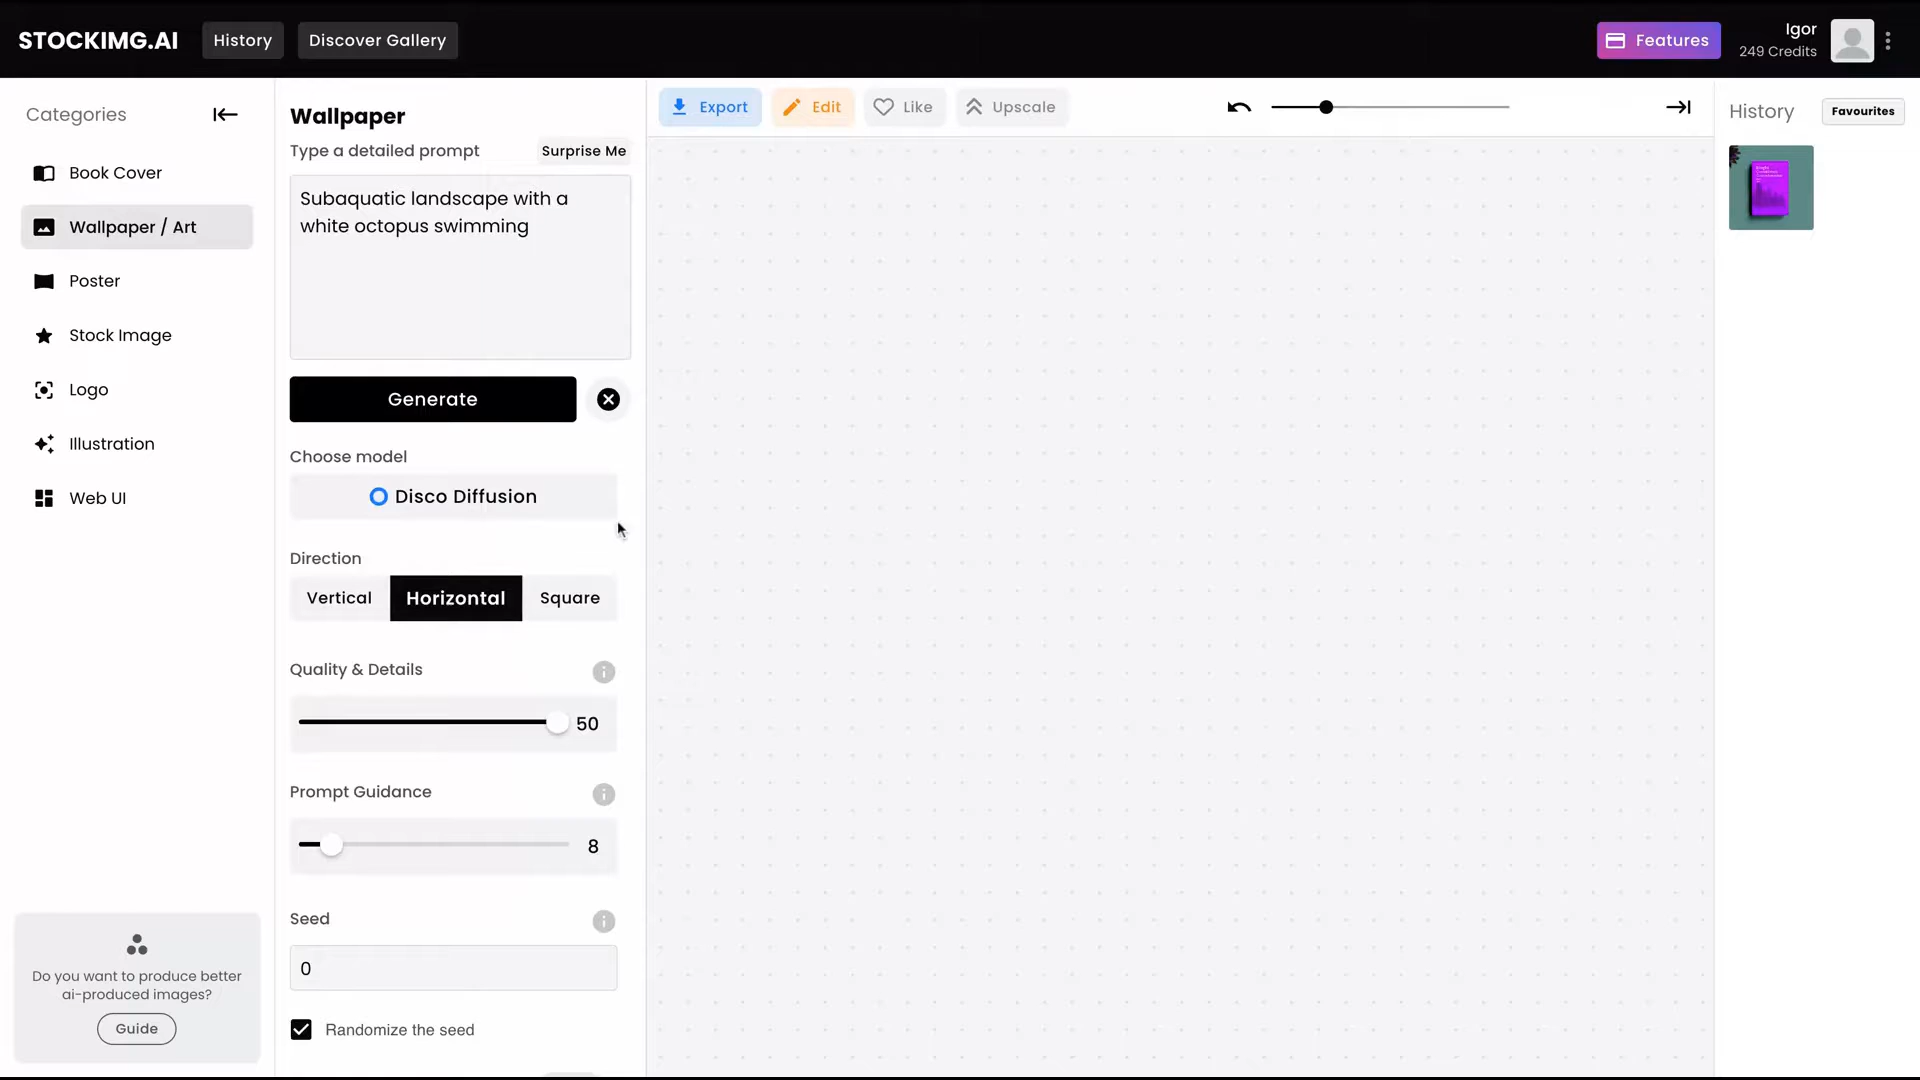 STOCKIMG.AI
History
Discover Gallery
Features
Igor
249 Credits
Categories
Book Cover
Wallpaper / Art
Poster
Stock Image
Logo
Illustration
Web UI
Do you want to produce better
ai-produced images?
Guide
Wallpaper
Type a detailed prompt
Surprise Me
Subaquatic landscape with a
white octopus swimming
Generate
Choose model
Disco Diffusion
Direction
Vertical
Horizontal
Square
Quality & Details
50
Prompt Guidance
8
Seed
0
Randomize the seed
Export
Edit
Like
Upscale
History
Favourites